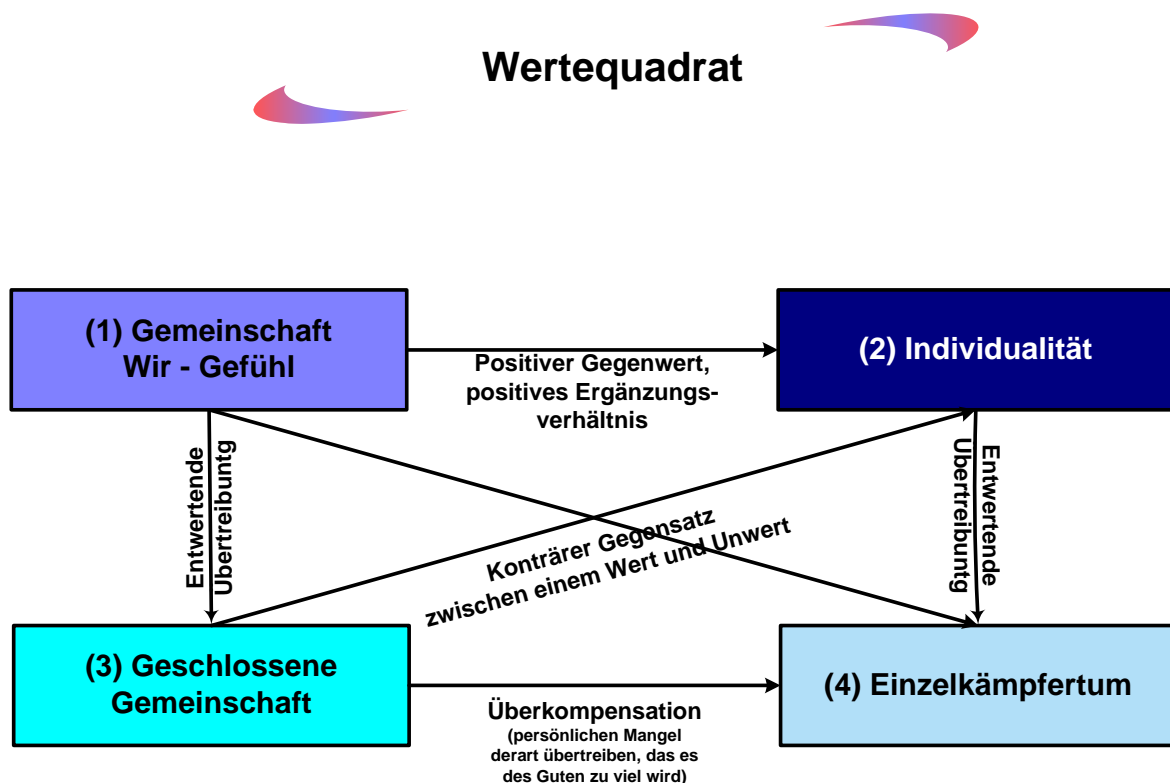 Wertequadrat
(1) Gemeinschaft
Wir - Gefühl
(2) Individualität
Positiver Gegenwert,
positives Ergänzungs-
verhältnis
Entwertende
Übertreibuntg
Entwertende
Übertreibuntg
Konträrer Gegensatz
zwischen einem Wert und Unwert
(3) Geschlossene
Gemeinschaft
(4) Einzelkämpfertum
Überkompensation
(persönlichen Mangel
derart übertreiben, das es
des Guten zu viel wird)